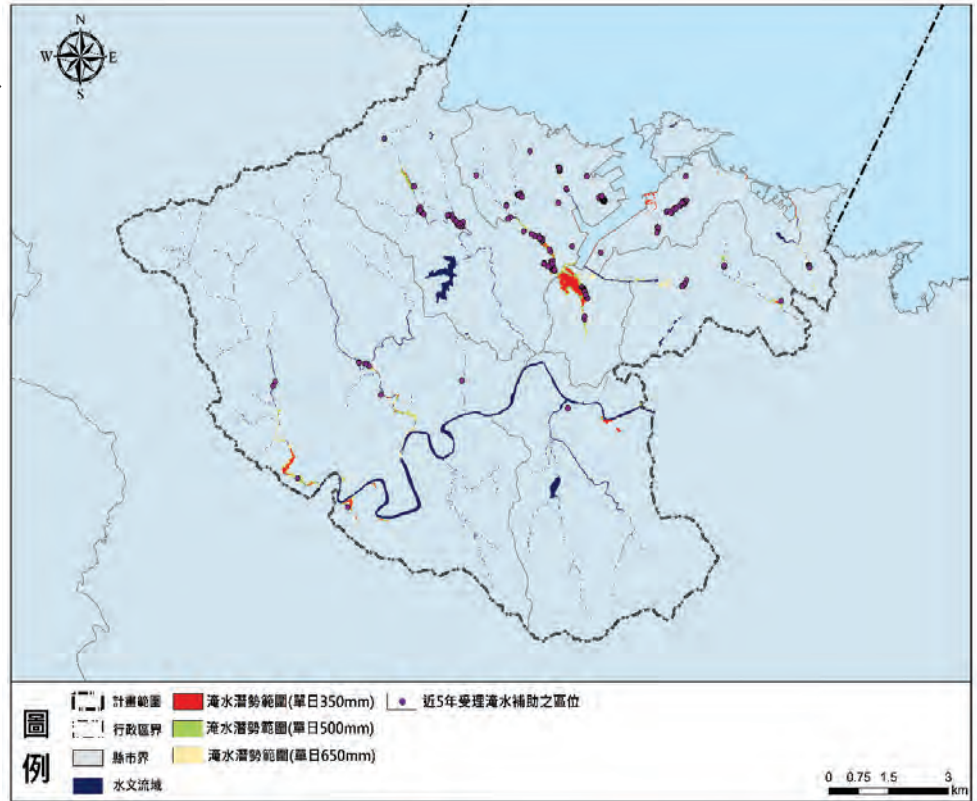 N
W E
S
圖例
計畫範圍
行政區界
縣市界
水文流域
淹水潛勢範圍(單日350mm)
淹水潛勢範圍(單日500mm)
淹水潛勢範圍(單日650mm)
近5年受理淹水補助之區位
0 0.75 1.5 3
km